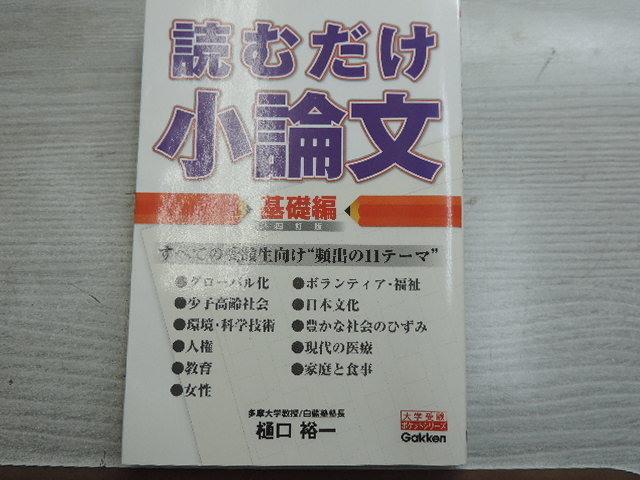 読むだけ
小論文
基礎編
四訂版
すべての受験生向け“頻出の11テーマ”
●グローバル化
●少子高齢社会
●環境・科学技術
●人権
●教育
●女性
●ボランティア・福祉
●日本文化
●豊かな社会のひずみ
●現代の医療
●家庭と食事
多摩大学教授/白藍塾塾長
樋口 裕一
大学受験
ポケットシリーズ
Gakken